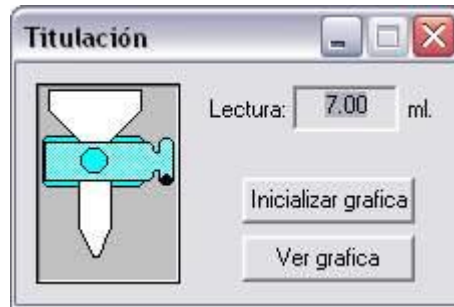 Titulación
Lectura: 7.00 ml.
Inicializar grafica
Ver grafica